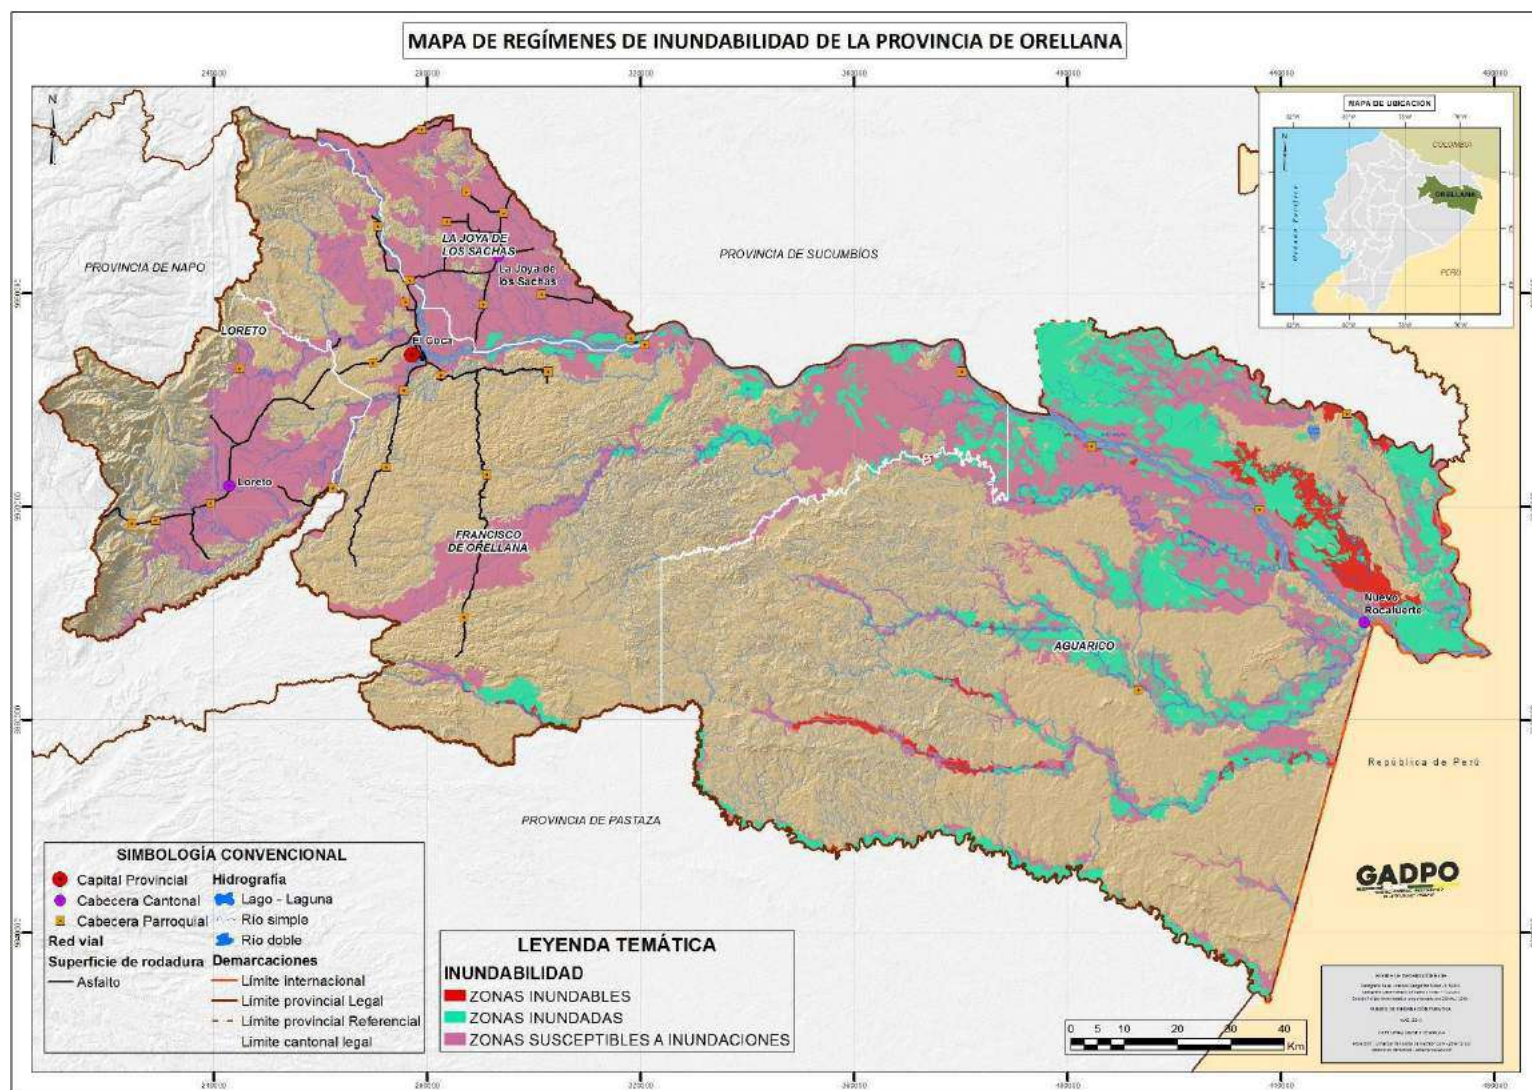 MAPA DE REGÍMENES DE INUNDABILIDAD DE LA PROVINCIA DE ORELLANA
N
MAPA DE UBICACIÓN
COLOMBIA
ORELLANA
PERÚ
PROVINCIA DE NAPO
PROVINCIA DE SUCUMBÍOS
LA JOYA DE
LOS SACHAS
La Joya de
los Sachas
LORETO
El Coca
Loreto
FRANCISCO
DE ORELLANA
Nuevo
Rocafuerte
AGUARICO
República de Perú
PROVINCIA DE PASTAZA
GADPO
SIMBOLOGÍA CONVENCIONAL
Capital Provincial
Cabecera Cantonal
Cabecera Parroquial
Red vial
Superficie de rodadura
Asfalto
Hidrografía
Lago - Laguna
Río simple
Río doble
Demarcaciones
Límite internacional
Límite provincial Legal
Límite provincial Referencial
Límite cantonal legal
LEYENDA TEMÁTICA
INUNDABILIDAD
ZONAS INUNDABLES
ZONAS INUNDADAS
ZONAS SUSCEPTIBLES A INUNDACIONES
0 5 10 20 30 40
Km